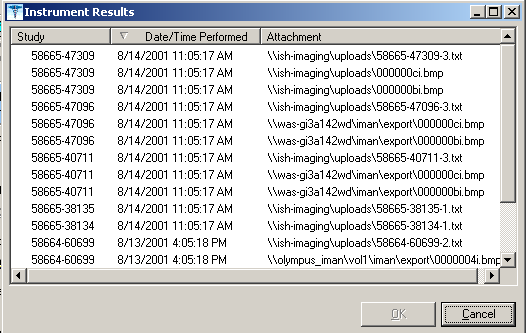 Instrument Results
Study Date/Time Performed Attachment
58665-47309 8/14/2001 11:05:17 AM \\ish-imaging\uploads\58665-47309-3.txt
58665-47309 8/14/2001 11:05:17 AM \\ish-imaging\uploads\000000ci.bmp
58665-47309 8/14/2001 11:05:17 AM \\ish-imaging\uploads\000000bi.bmp
58665-47096 8/14/2001 11:05:17 AM \\ish-imaging\uploads\58665-47096-3.txt
58665-47096 8/14/2001 11:05:17 AM \\was-gi3a142wd\iman\export\000000ci.bmp
58665-47096 8/14/2001 11:05:17 AM \\was-gi3a142wd\iman\export\000000bi.bmp
58665-40711 8/14/2001 11:05:17 AM \\ish-imaging\uploads\58665-40711-3.txt
58665-40711 8/14/2001 11:05:17 AM \\was-gi3a142wd\iman\export\000000ci.bmp
58665-40711 8/14/2001 11:05:17 AM \\was-gi3a142wd\iman\export\000000bi.bmp
58665-38135 8/14/2001 11:05:17 AM \\ish-imaging\uploads\58665-38135-1.txt
58665-38134 8/14/2001 11:05:17 AM \\ish-imaging\uploads\58665-38134-1.txt
58664-60699 8/13/2001 4:05:18 PM \\ish-imaging\uploads\58664-60699-2.txt
58664-60699 8/13/2001 4:05:18 PM \\olympus_iman\vol1\iman\export\0000004i.bmp
OK Cancel